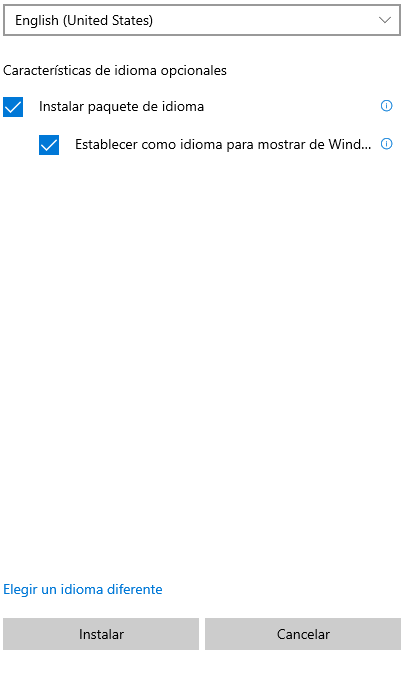 English (United States)
Características de idioma opcionales
Instalar paquete de idioma
Establecer como idioma para mostrar de Wind...
Elegir un idioma diferente
Instalar
Cancelar